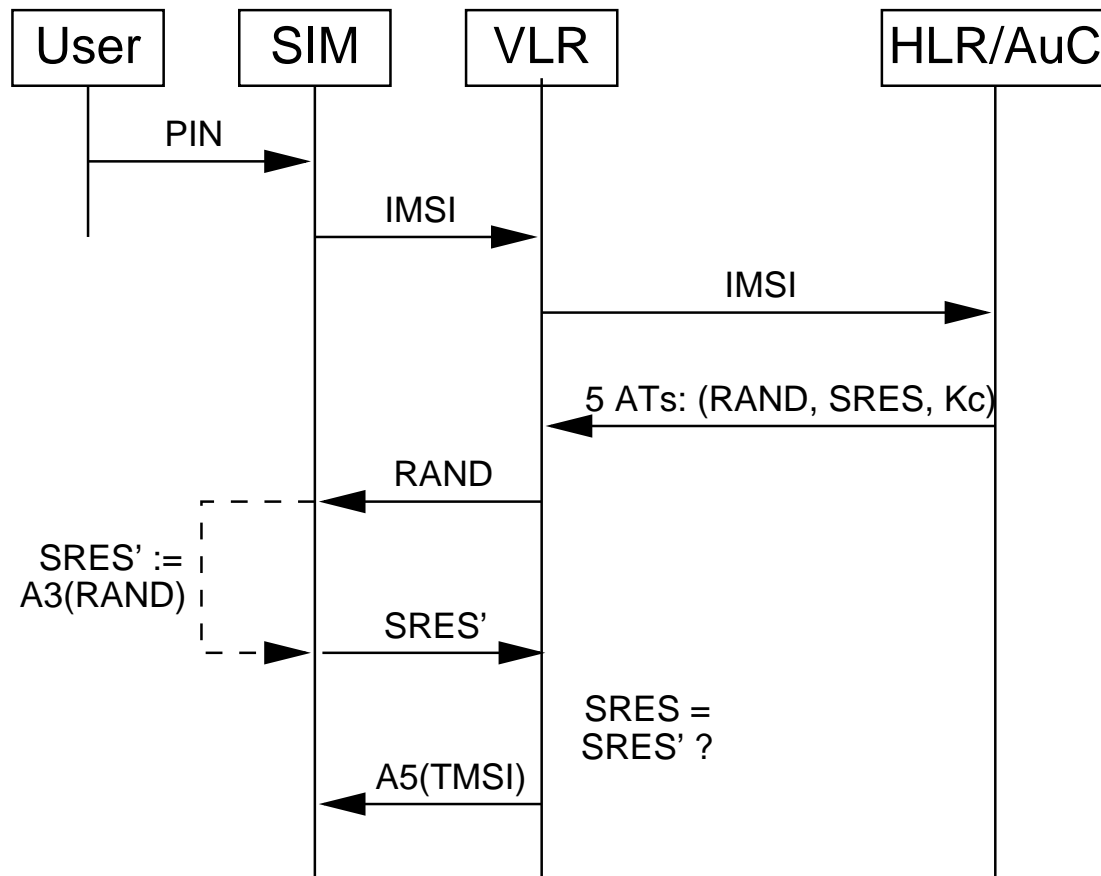 User
SIM
VLR
HLR/AuC
PIN
IMSI
IMSI
5 ATs: (RAND, SRES, Kc)
RAND
SRES’ :=
A3(RAND)
SRES’
SRES =
SRES’ ?
A5(TMSI)